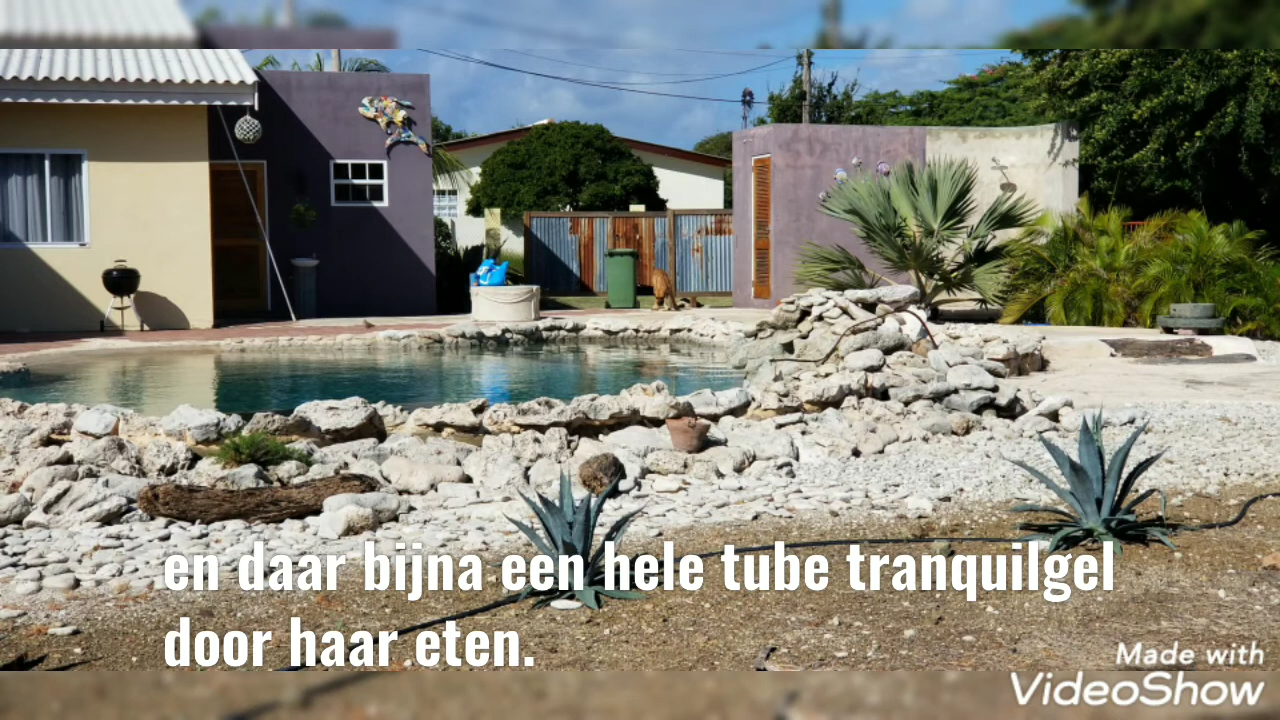 en daar bijna een hele tube tranquilgel
door haar eten.
Made with
VideoShow